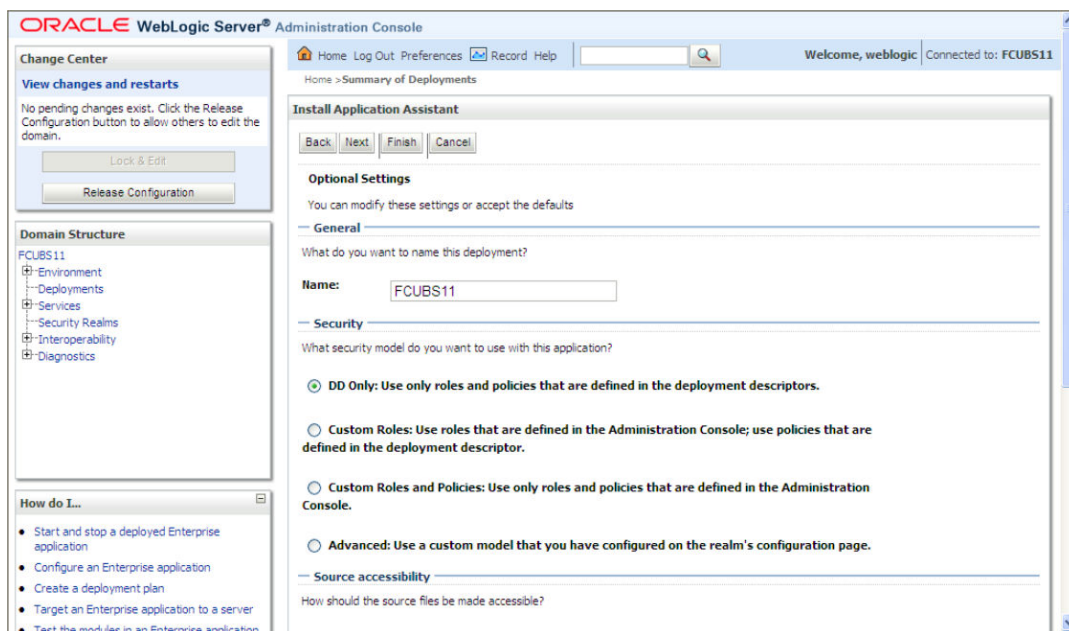 ORACLE WebLogic Server® Administration Console
Change Center
View changes and restarts
No pending changes exist. Click the Release
Configuration button to allow others to edit the
domain.
Lock & Edit
Release Configuration
Domain Structure
FCUBS11
Environment
Deployments
Services
Security Realms
Interoperability
Diagnostics
How do I...
Start and stop a deployed Enterprise
application
Configure an Enterprise application
Create a deployment plan
Target an Enterprise application to a server
Test the modules in an Enterprise application
Home Log Out Preferences Record Help
Welcome, weblogic Connected to: FCUBS11
Home >Summary of Deployments
Install Application Assistant
Back Next Finish Cancel
Optional Settings
You can modify these settings or accept the defaults
General
What do you want to name this deployment?
Name: FCUBS11
Security
What security model do you want to use with this application?
DD Only: Use only roles and policies that are defined in the deployment descriptors.
Custom Roles: Use roles that are defined in the Administration Console; use policies that are
defined in the deployment descriptor.
Custom Roles and Policies: Use only roles and policies that are defined in the Administration
Console.
Advanced: Use a custom model that you have configured on the realm's configuration page.
Source accessibility
How should the source files be made accessible?